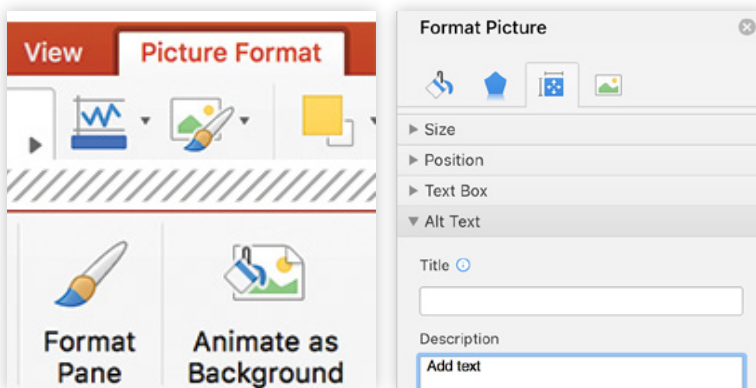 View
Picture Format
Format
Pane
Animate as
Background
Format Picture
Size
Position
Text Box
Alt Text
Title
Description
Add text